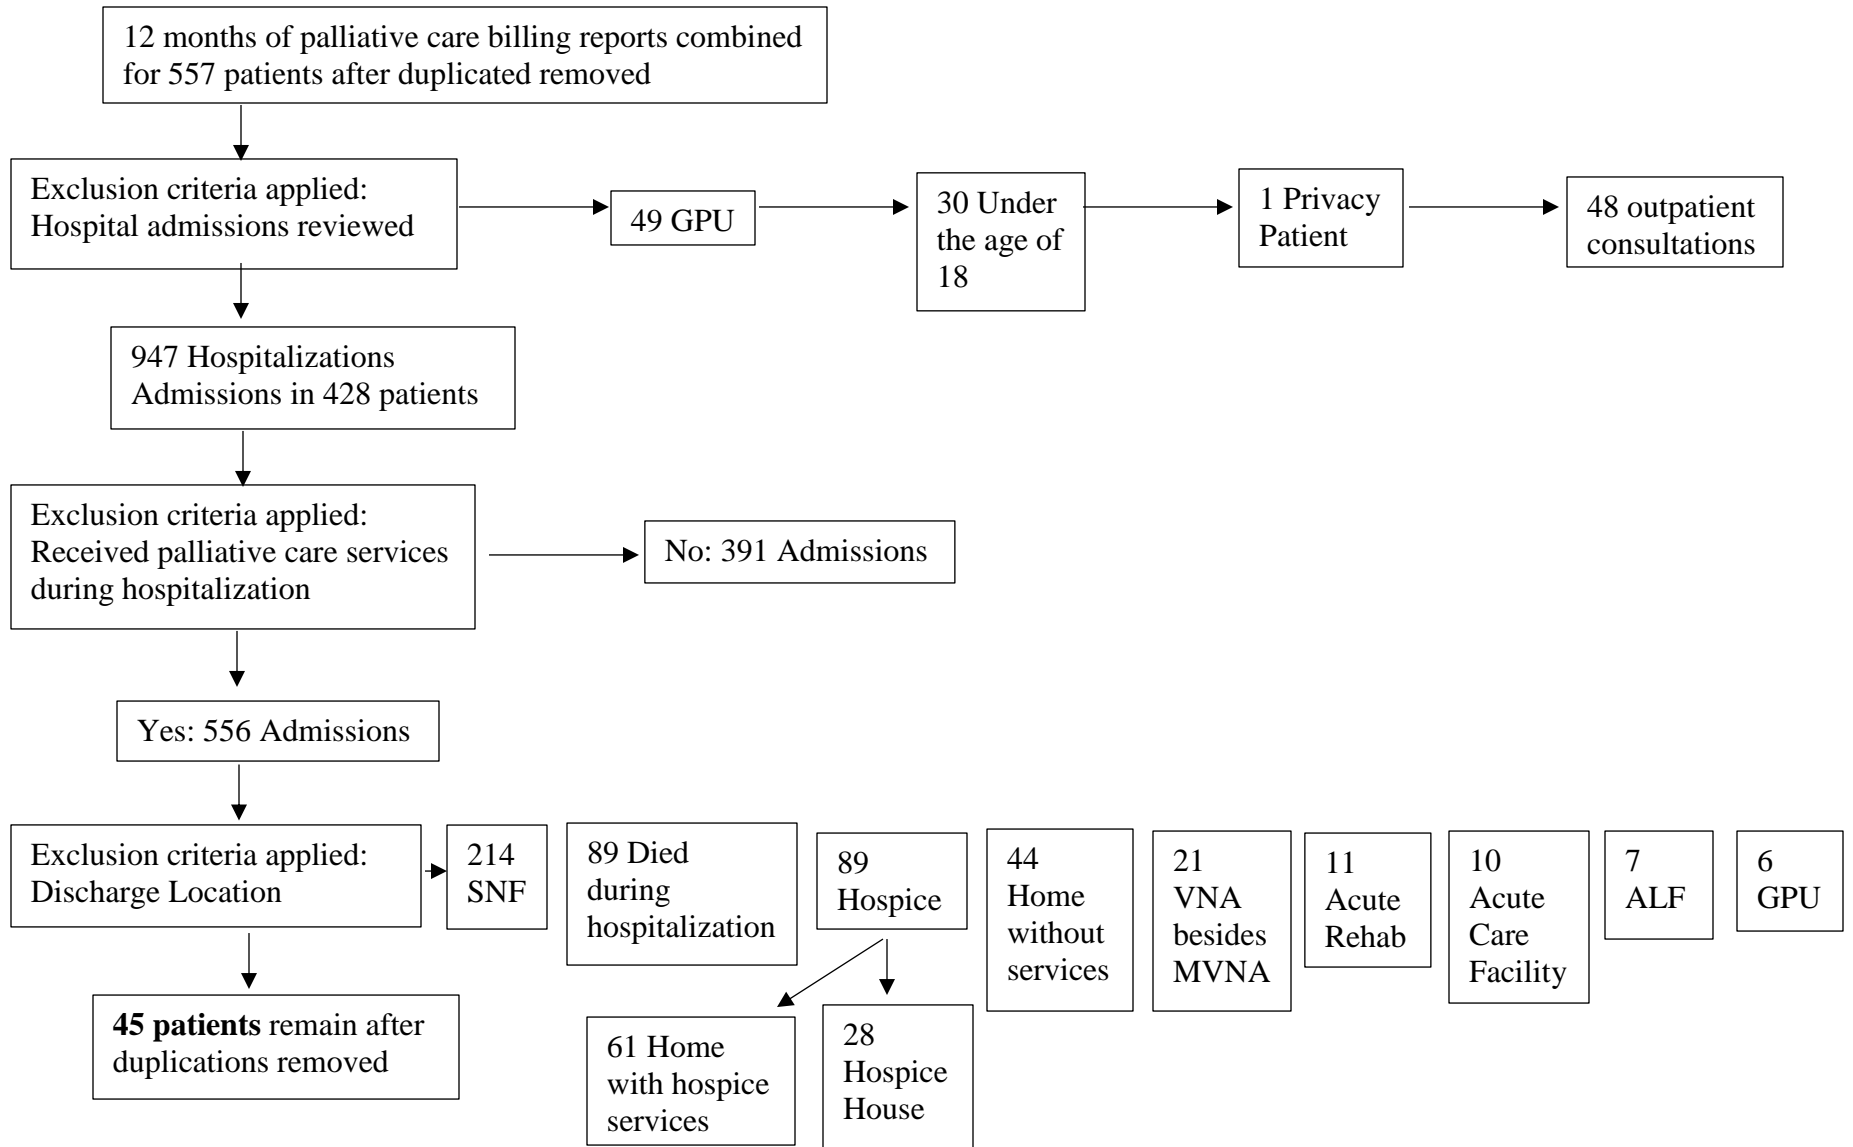 12 months of palliative care billing reports combined
for 557 patients after duplicated removed
Exclusion criteria applied:
Hospital admissions reviewed
49 GPU
30 Under
the age of
18
1 Privacy
Patient
48 outpatient
consultations
947 Hospitalizations
Admissions in 428 patients
Exclusion criteria applied:
Received palliative care services
during hospitalization
No: 391 Admissions
Yes: 556 Admissions
Exclusion criteria applied:
Discharge Location
214
SNF
89 Died
during
hospitalization
89
Hospice
44
Home
without
services
21
VNA
besides
MVNA
11
Acute
Rehab
10
Acute
Care
Facility
7
ALF
6
GPU
45 patients remain after
duplications removed
61 Home
with hospice
services
28
Hospice
House